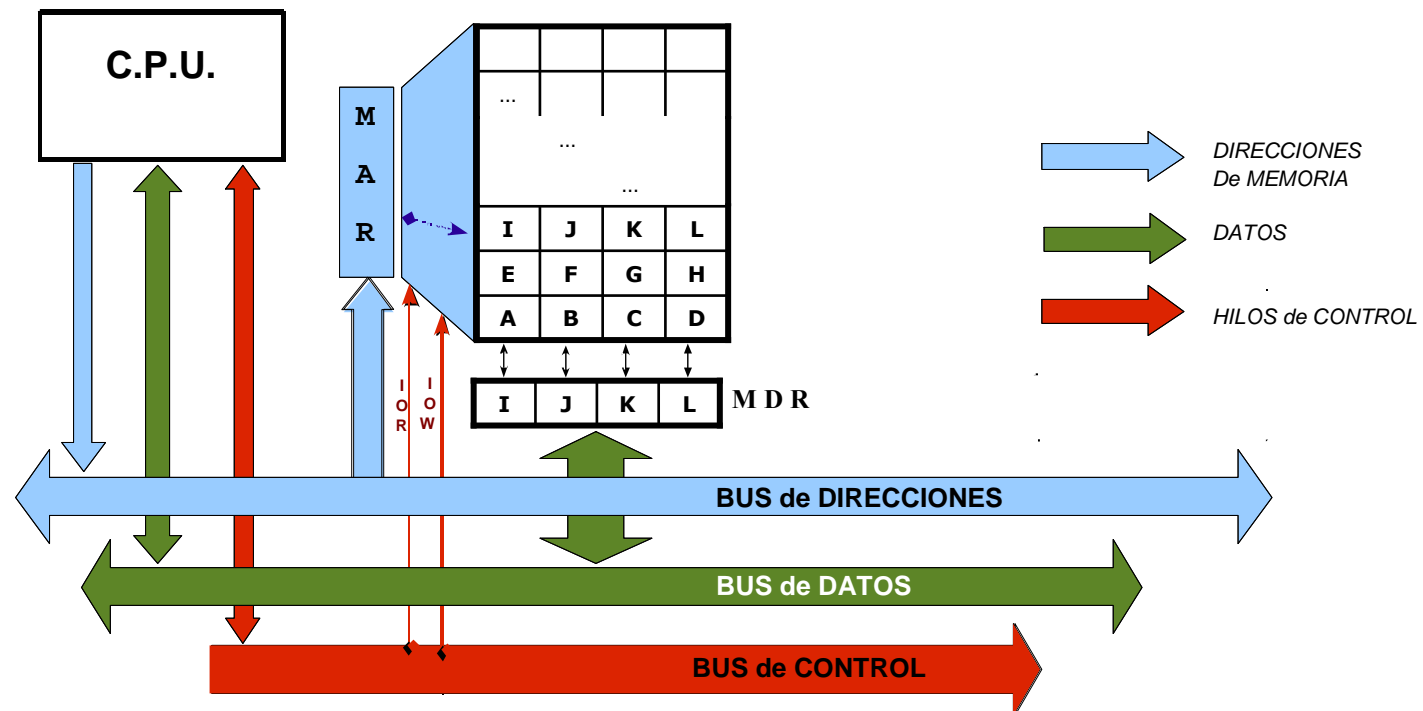 C.P.U.
M
A
R
...
...
...
I J K L
E F G H
A B C D
I J K L
M D R
I
O
R
I
O
W
DIRECCIONES
De MEMORIA
DATOS
HILOS de CONTROL
BUS de DIRECCIONES
BUS de DATOS
BUS de CONTROL